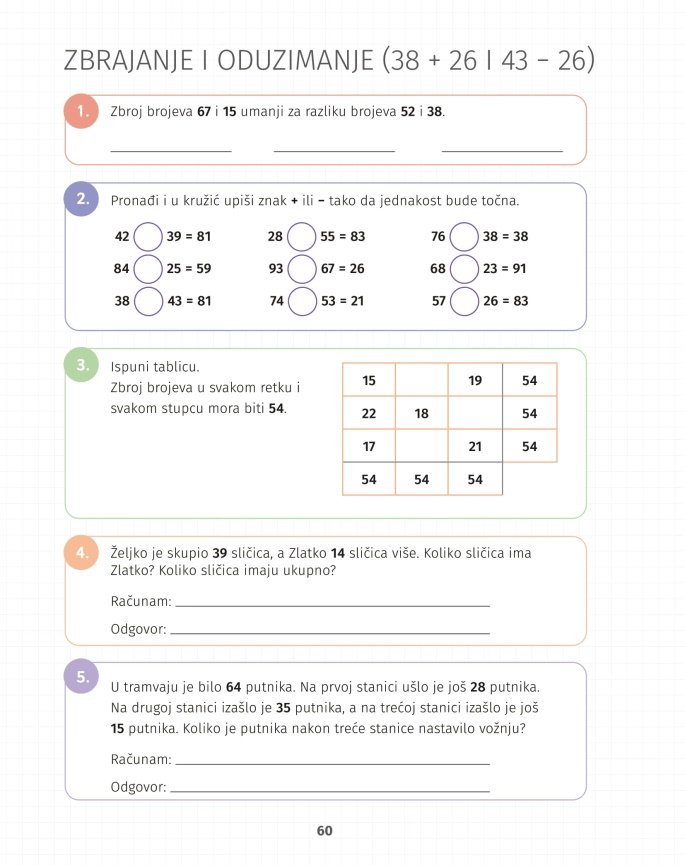 ZBRAJANJE I ODUZIMANJE (38 + 26 I 43 – 26)
1.
Zbroj brojeva 67 i 15 umanji za razliku brojeva 52 i 38.
2.
Pronađi i u kružić upiši znak + ili – tako da jednakost bude točna.
42 39 = 81 28 55 = 83 76 38 = 38
84 25 = 59 93 67 = 26 68 23 = 91
38 43 = 81 74 53 = 21 57 26 = 83
3.
Ispuni tablicu.
Zbroj brojeva u svakom retku i
svakom stupcu mora biti 54.
15 19 54
22 18 54
17 21 54
54 54 54
4.
Željko je skupio 39 sličica, a Zlatko 14 sličica više. Koliko sličica ima
Zlatko? Koliko sličica imaju ukupno?
Računam:
Odgovor:
5.
U tramvaju je bilo 64 putnika. Na prvoj stanici ušlo je još 28 putnika.
Na drugoj stanici izašlo je 35 putnika, a na trećoj stanici izašlo je još
15 putnika. Koliko je putnika nakon treće stanice nastavilo vožnju?
Računam:
Odgovor:
60